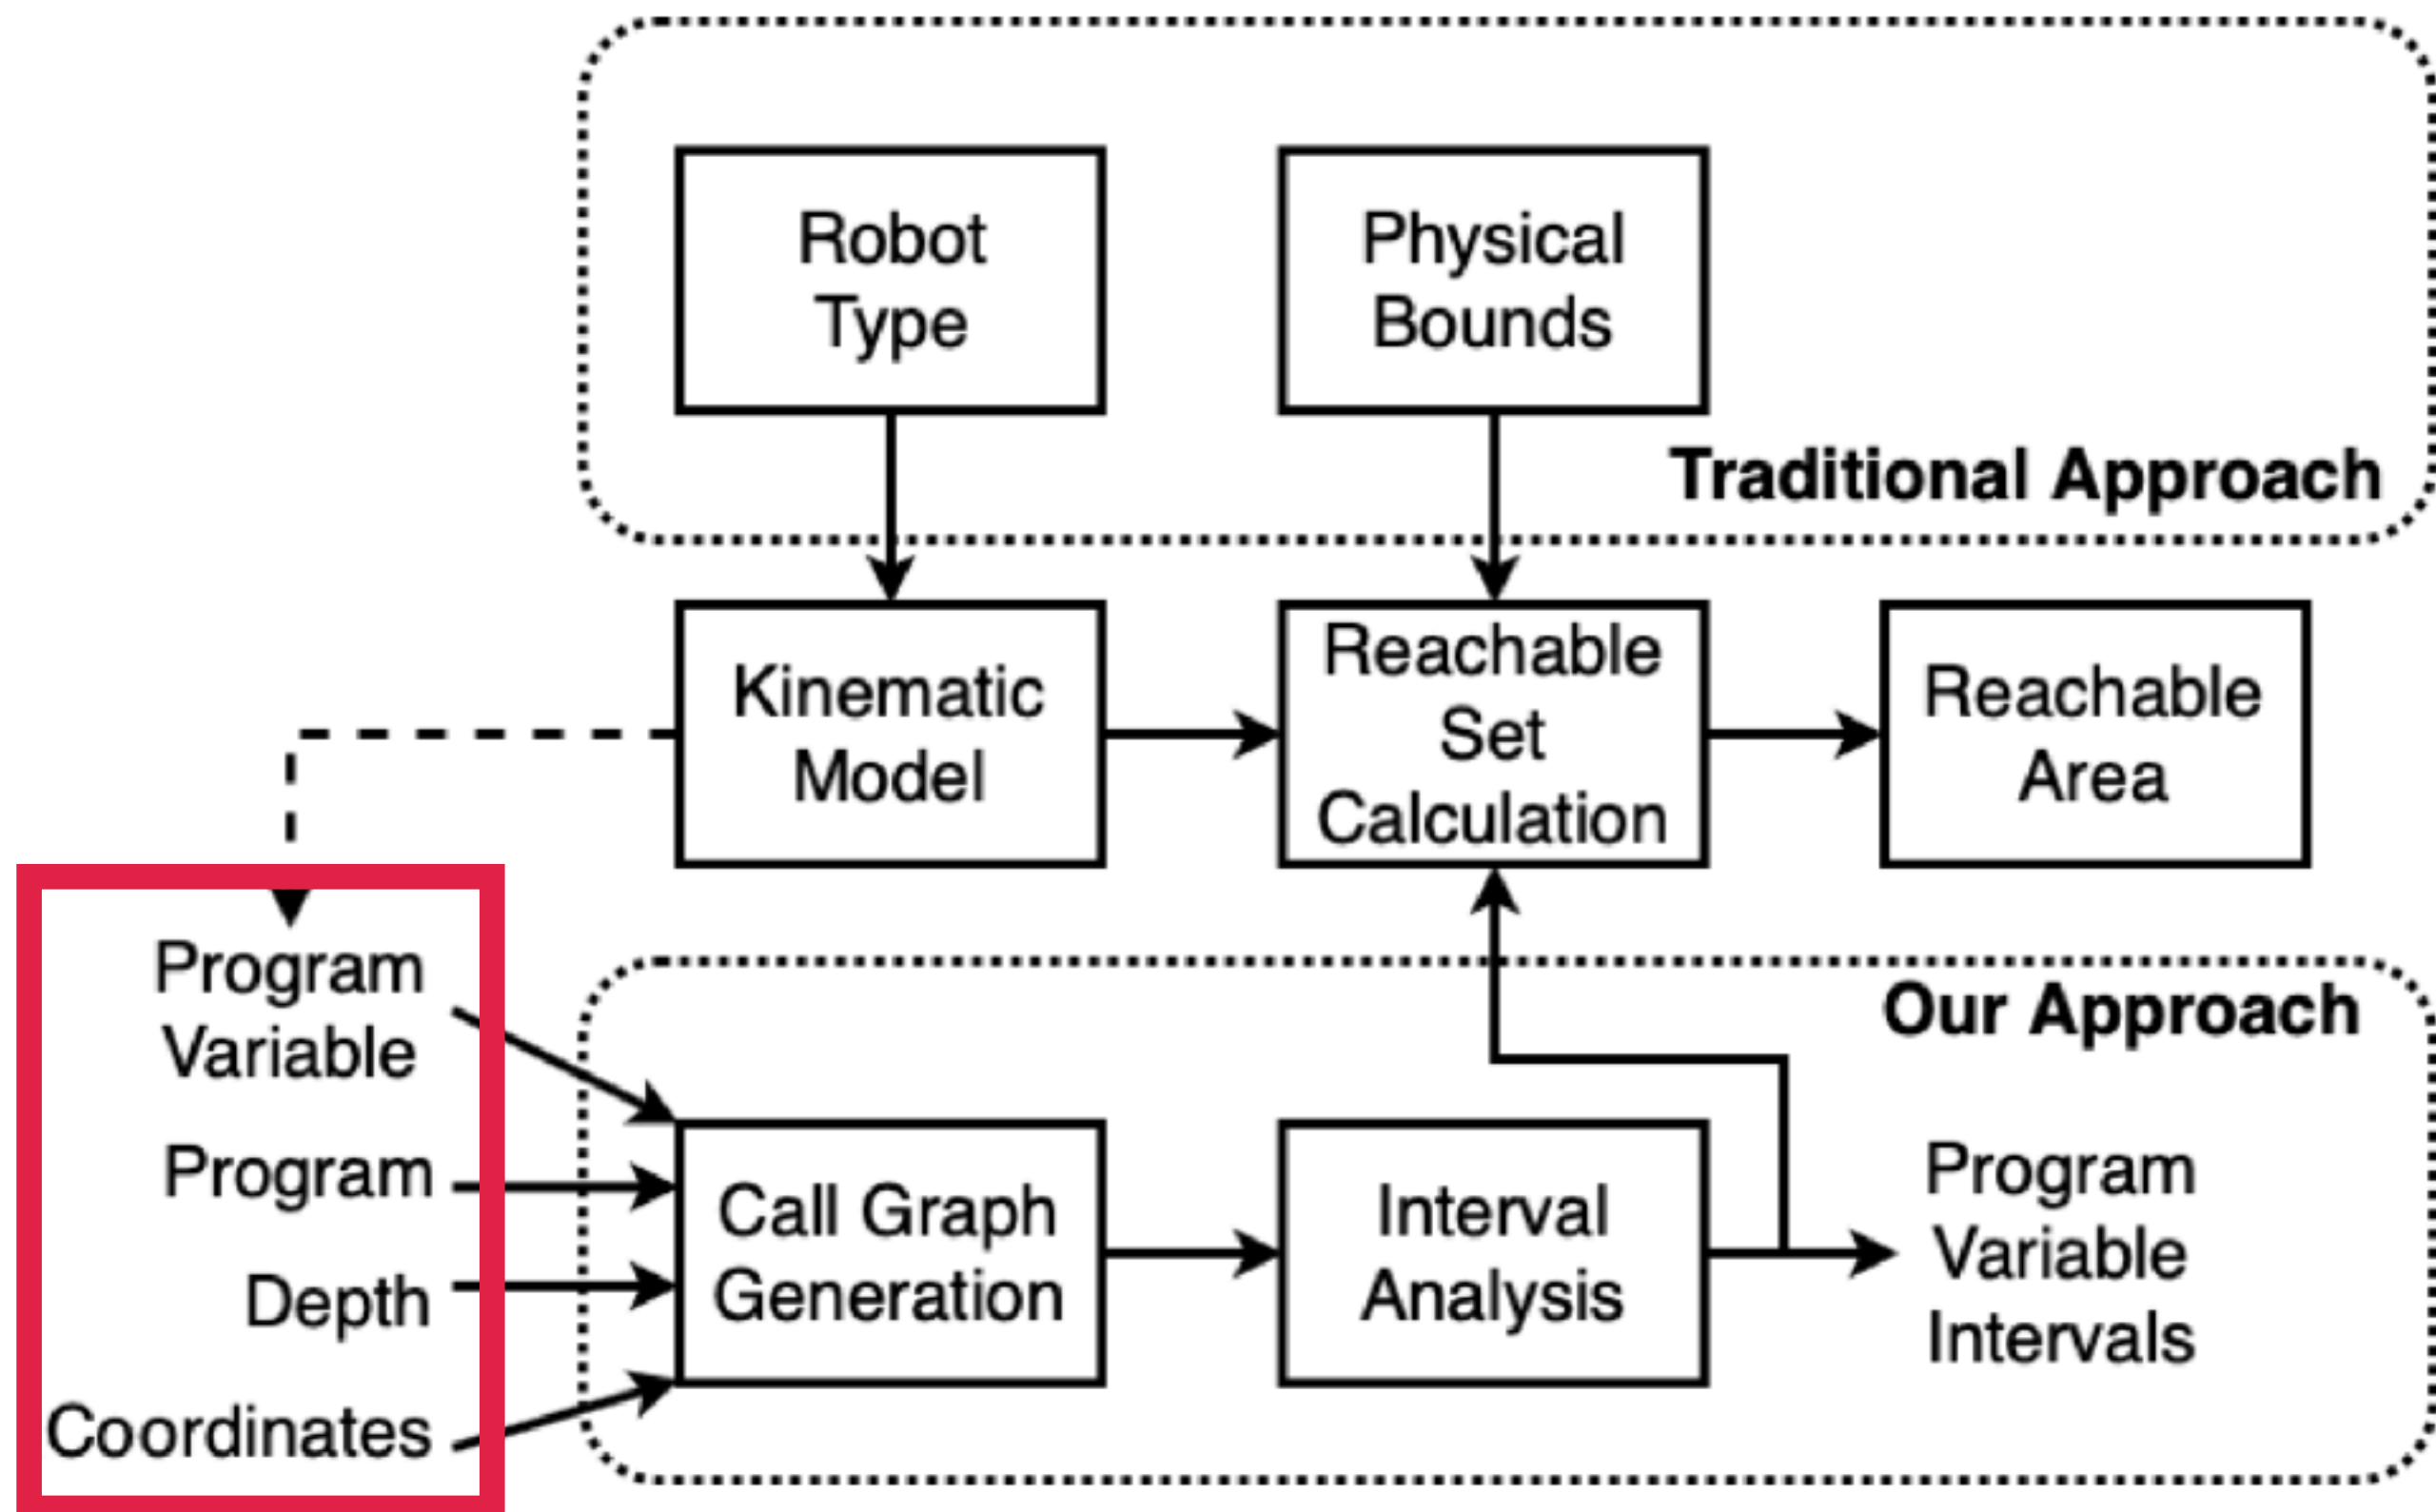 Robot
Type
Physical
Bounds
Traditional Approach
Kinematic
Model
Reachable
Set
Calculation
Reachable
Area
Program
Variable
Program
Depth
Coordinates
Our Approach
Call Graph
Generation
Interval
Analysis
Program
Variable
Intervals